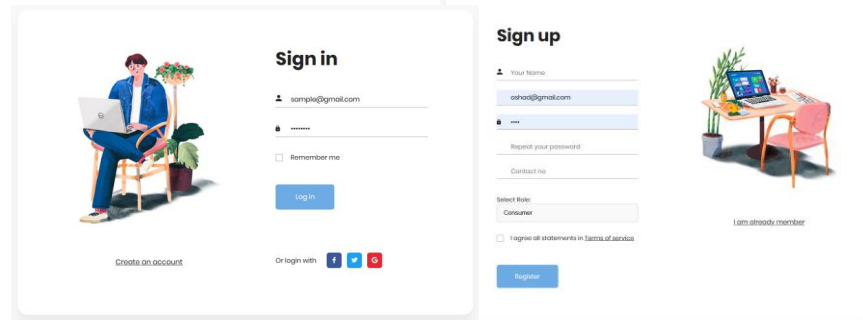 Sign in
sample@gmail.com
••••••••
Remember me
Log in
Create an account
Or login with
f
G
Sign up
Your Name
ashad@gmail.com
••••
Repeat your password
Contact no
Select Role:
Consumer
I agree all statements in Terms of service
Register
I am already member